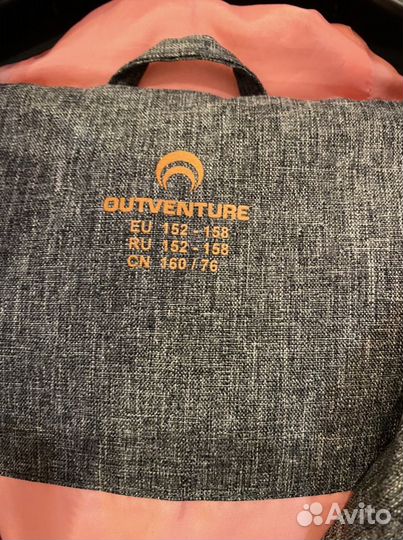 OUTVENTURE
EU 152 - 158
RU 152 - 158
CN 160 / 76
Avito